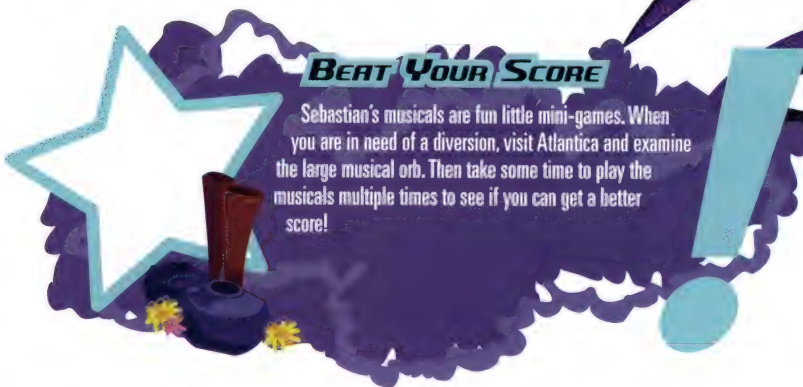 BEAT YOUR SCORE
Sebastian's musicals are fun little mini-games. When
you are in need of a diversion, visit Atlantica and examine
the large musical orb. Then take some time to play the
musicals multiple times to see if you can get a better
score!